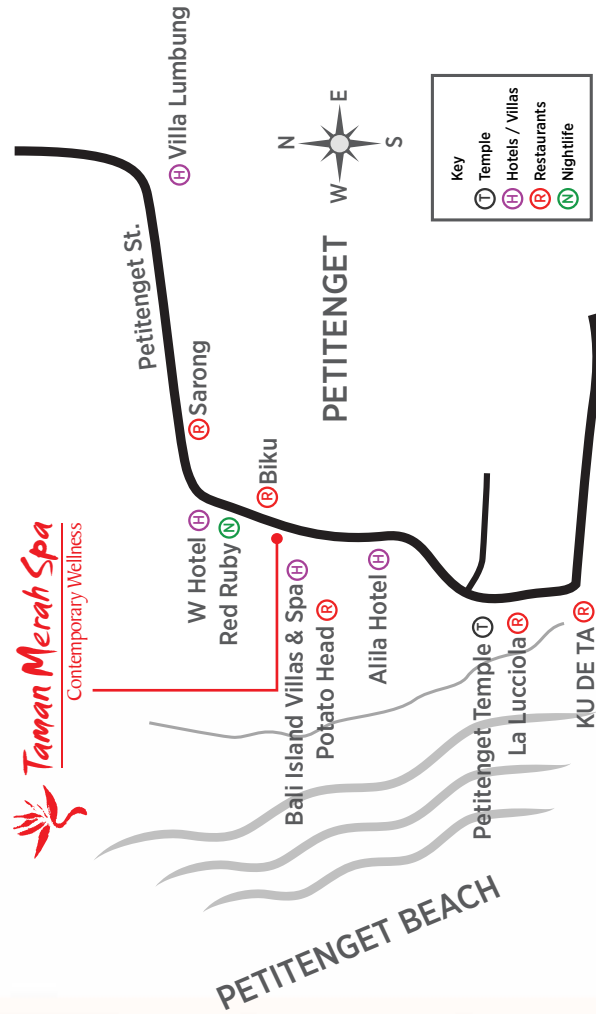 Taman Merah Spa
Contemporary Wellness
Petitenget St.
H Villa Lumbung
R Sarong
R Biku
W Hotel H
Red Ruby N
Bali Island Villas & Spa H
Potato Head R
Alila Hotel H
Petitenget Temple T
La Lucciola R
KU DE TA R
PETITENGET
PETITENGET BEACH
N
E
S
W
Key
T Temple
H Hotels / Villas
R Restaurants
N Nightlife